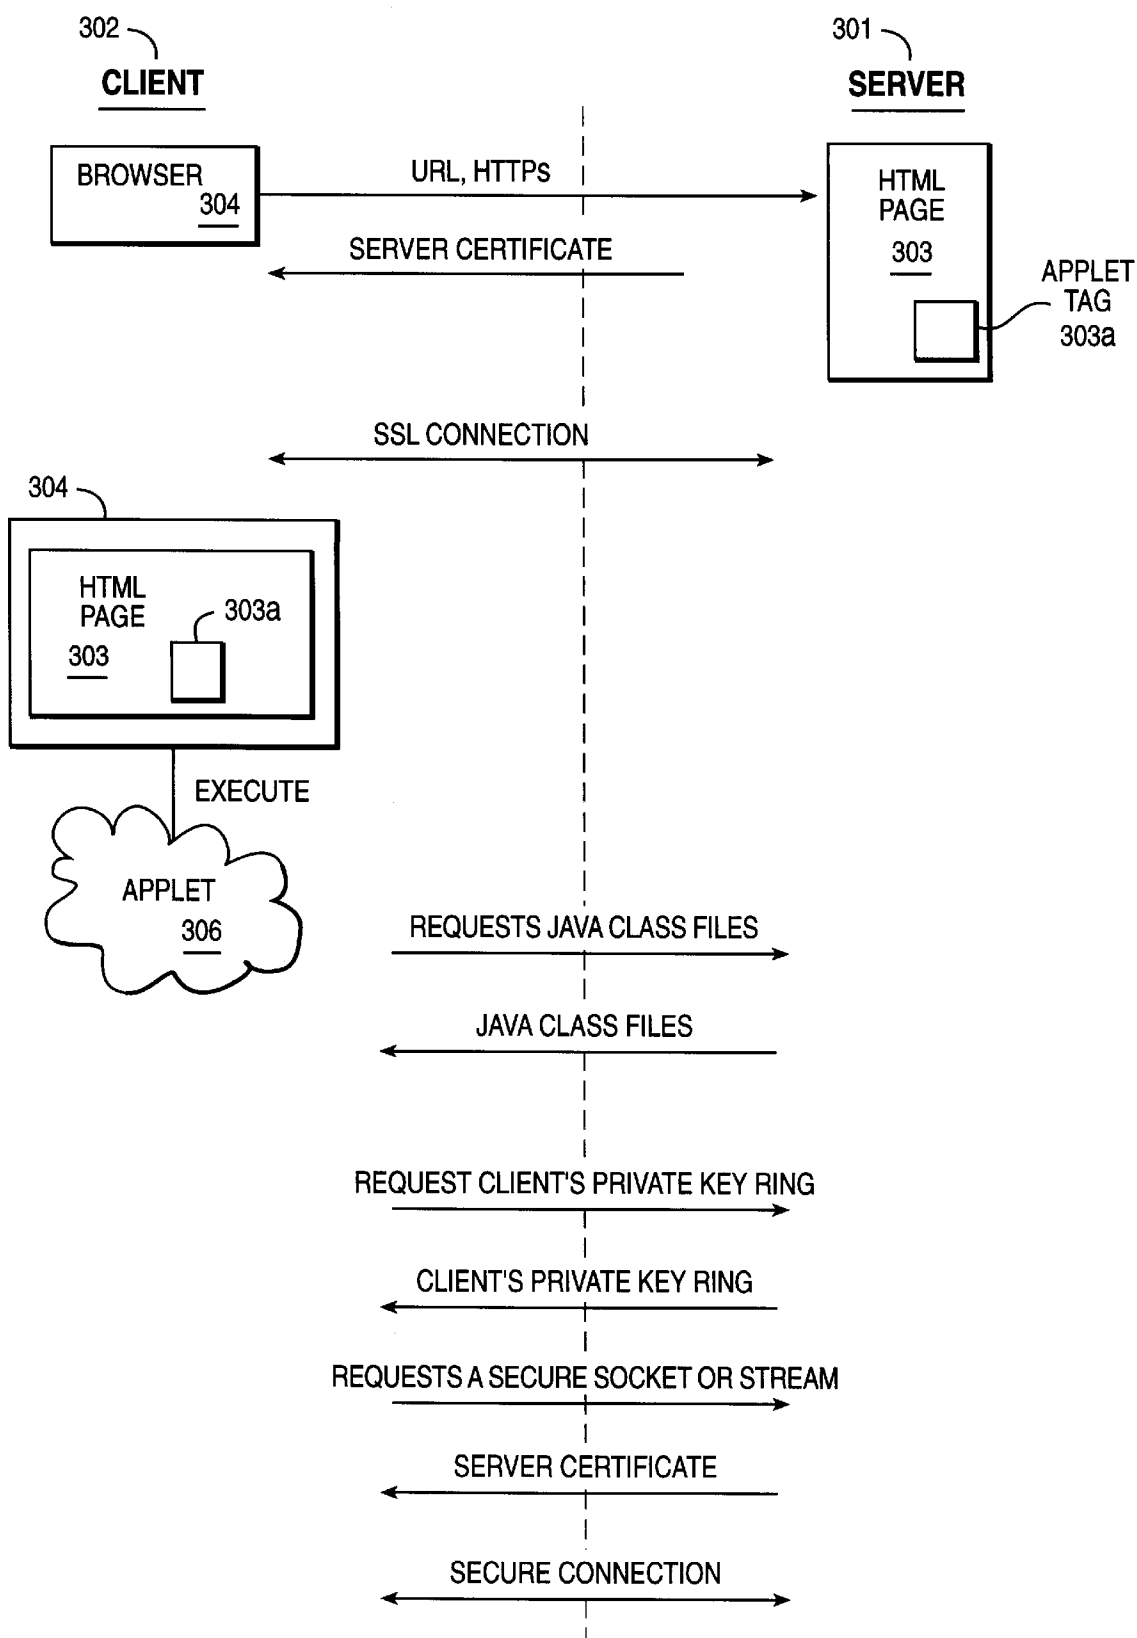 302
CLIENT
301
SERVER
BROWSER
304
URL, HTTPs
HTML
PAGE
303
SERVER CERTIFICATE
APPLET
TAG
303a
SSL CONNECTION
304
HTML
PAGE
303
303a
EXECUTE
APPLET
306
REQUESTS JAVA CLASS FILES
JAVA CLASS FILES
REQUEST CLIENT'S PRIVATE KEY RING
CLIENT'S PRIVATE KEY RING
REQUESTS A SECURE SOCKET OR STREAM
SERVER CERTIFICATE
SECURE CONNECTION